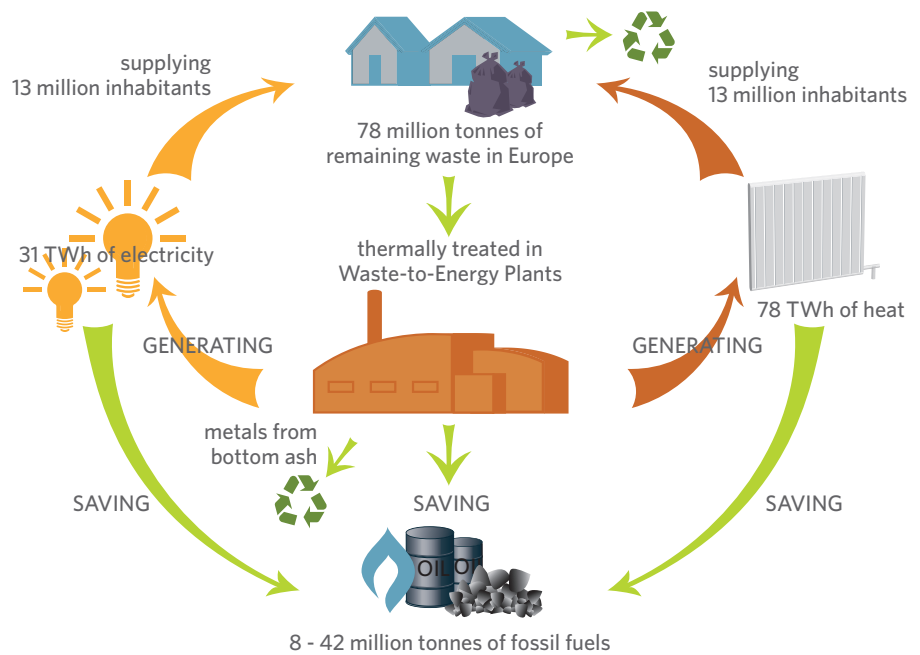 supplying
13 million inhabitants
supplying
13 million inhabitants
78 million tonnes of
remaining waste in Europe
thermally treated in
Waste-to-Energy Plants
31 TWh of electricity
78 TWh of heat
GENERATING
GENERATING
metals from
bottom ash
SAVING
SAVING
SAVING
OIL
OIL
8 - 42 million tonnes of fossil fuels